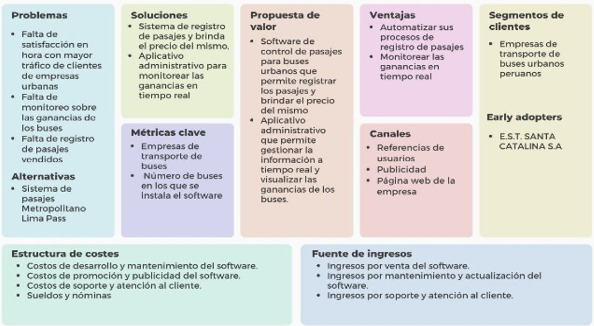 Problemas
Falta de
satisfacción en
hora con mayor
tráfico de clientes
de empresas
urbanas
Falta de
monitoreo sobre
las ganancias de
los buses
Falta de registro
de pasajes
vendidos
Alternativas
Sistema de
pasajes
Metropolitano
Lima Pass
Soluciones
Sistema de registro
de pasajes y brinda
el precio del mismo.
Aplicativo
administrativo para
monitorear las
ganancias en
tiempo real
Métricas clave
Empresas de
transporte de
buses
Número de buses
en los que se
instala el software
Propuesta de
valor
Software de
control de pasajes
para buses
urbanos que
permite registrar
los pasajes y
brindar el precio
del mismo
Aplicativo
administrativo
que permite
gestionar la
información a
tiempo real y
visualizar las
ganancias de los
buses.
Ventajas
Automatizar sus
procesos de
registro de pasajes
Monitorear las
ganancias en
tiempo real
Canales
Referencias de
usuarios
Publicidad
Página web de la
empresa
Segmentos de
clientes
Empresas de
transporte de
buses urbanos
peruanos
Early adopters
E.S.T. SANTA
CATALINA S.A
Estructura de costes
Costos de desarrollo y mantenimiento del software.
Costos de promoción y publicidad del software.
Costos de soporte y atención al cliente.
Sueldos y nóminas
Fuente de ingresos
Ingresos por venta del software.
Ingresos por mantenimiento y actualización del
software.
Ingresos por soporte y atención al cliente.